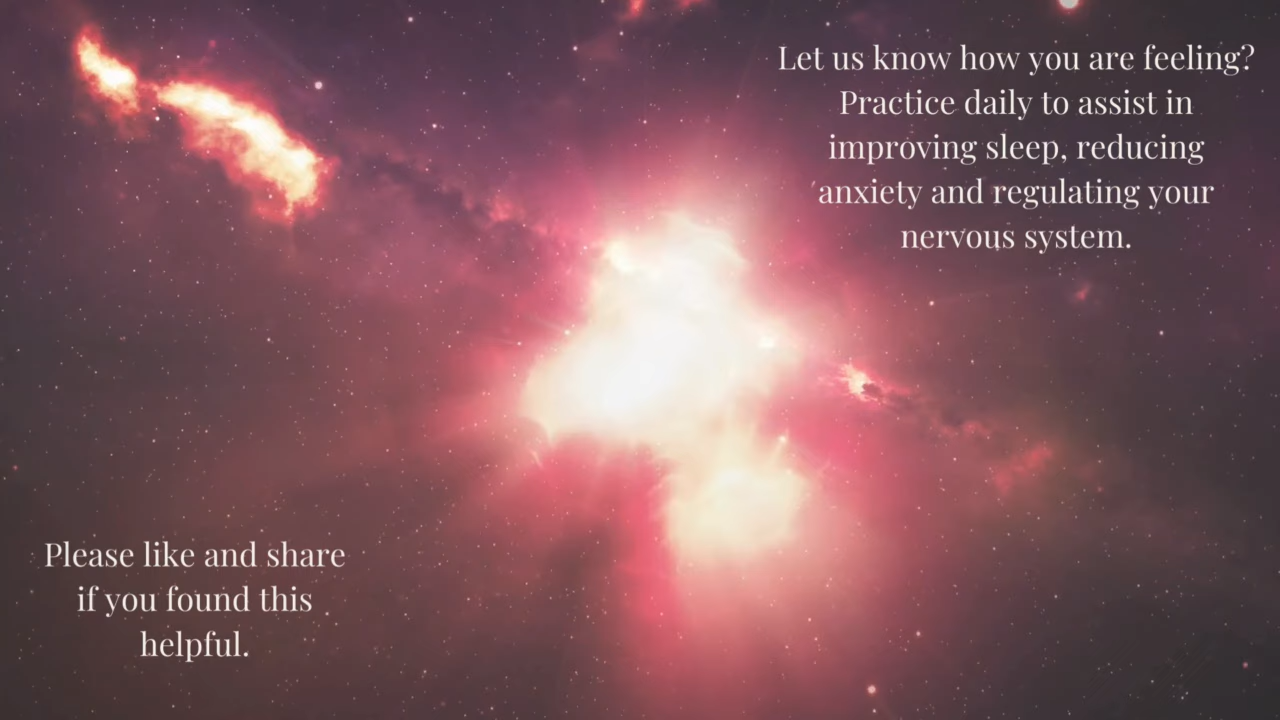 Let us know how you are feeling?
Practice daily to assist in
improving sleep, reducing
anxiety and regulating your
nervous system.
Please like and share
if you found this
helpful.